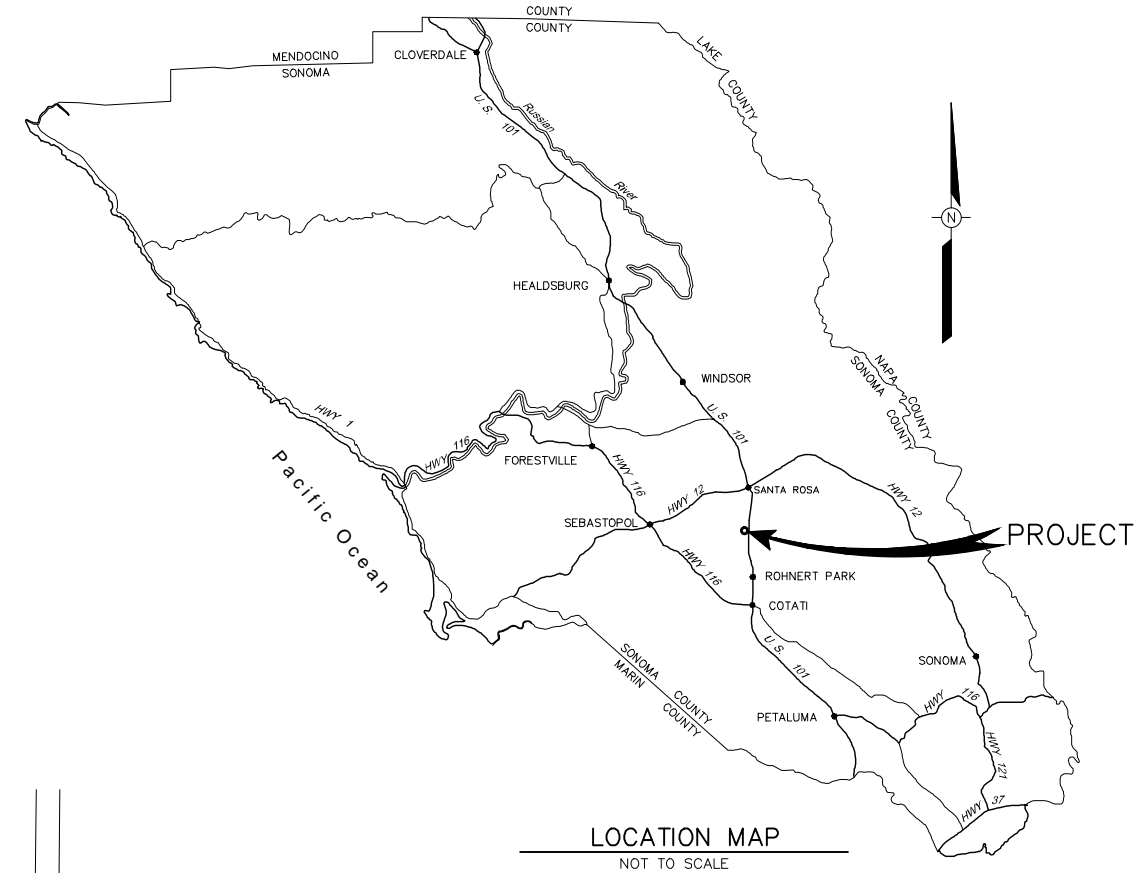 COUNTY
COUNTY
MENDOCINO
SONOMA
CLOVERDALE
LAKE
COUNTY
U. S.
101
Russian
River
N
HEALDSBURG
WINDSOR
NAPA COUNTY
SONOMA COUNTY
HWY 1
U. S.
101
HWY 116
FORESTVILLE
HWY 116
HWY 12
SANTA ROSA
HWY 12
Pacific Ocean
SEBASTOPOL
PROJECT
HWY 116
ROHNERT PARK
COTATI
U. S.
101
SONOMA
SONOMA COUNTY
MARIN COUNTY
HWY 116
PETALUMA
HWY 121
HWY 37
LOCATION MAP
NOT TO SCALE